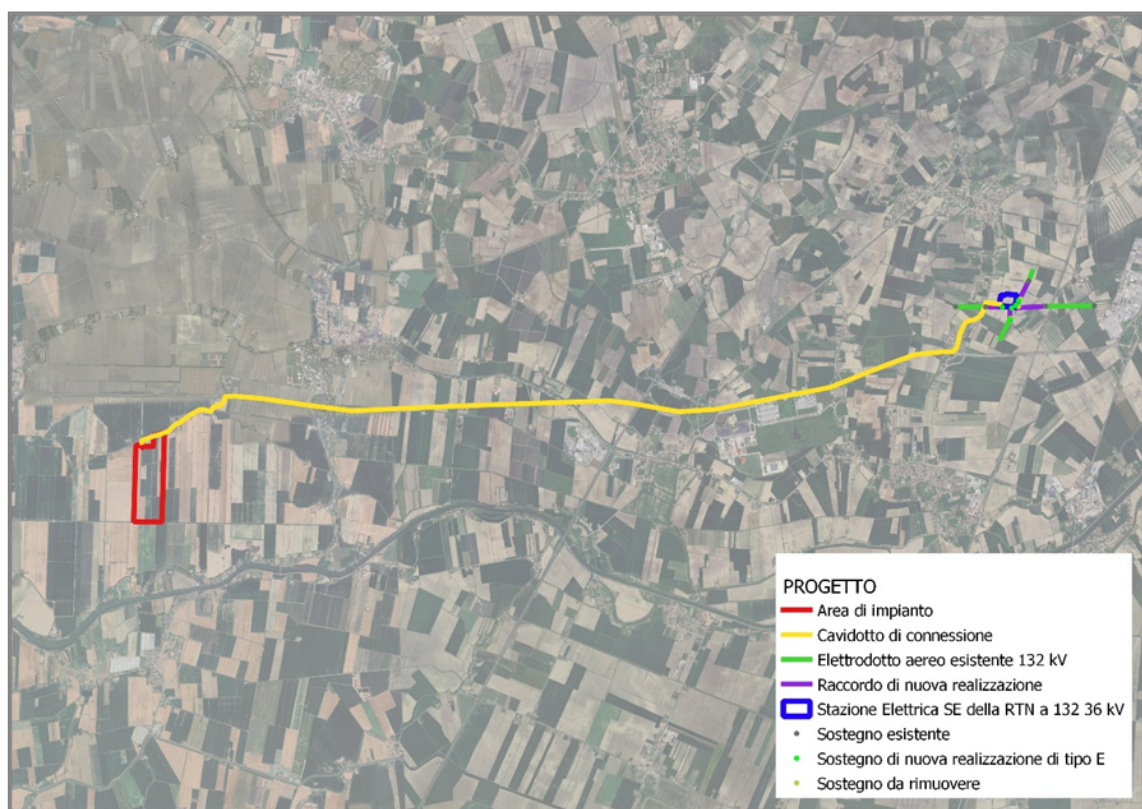 PROGETTO
Area di impianto
Cavidotto di connessione
Elettrodotto aereo esistente 132 kV
Raccordo di nuova realizzazione
Stazione Elettrica SE della RTN a 132 36 kV
Sostegno esistente
Sostegno di nuova realizzazione di tipo E
Sostegno da rimuovere